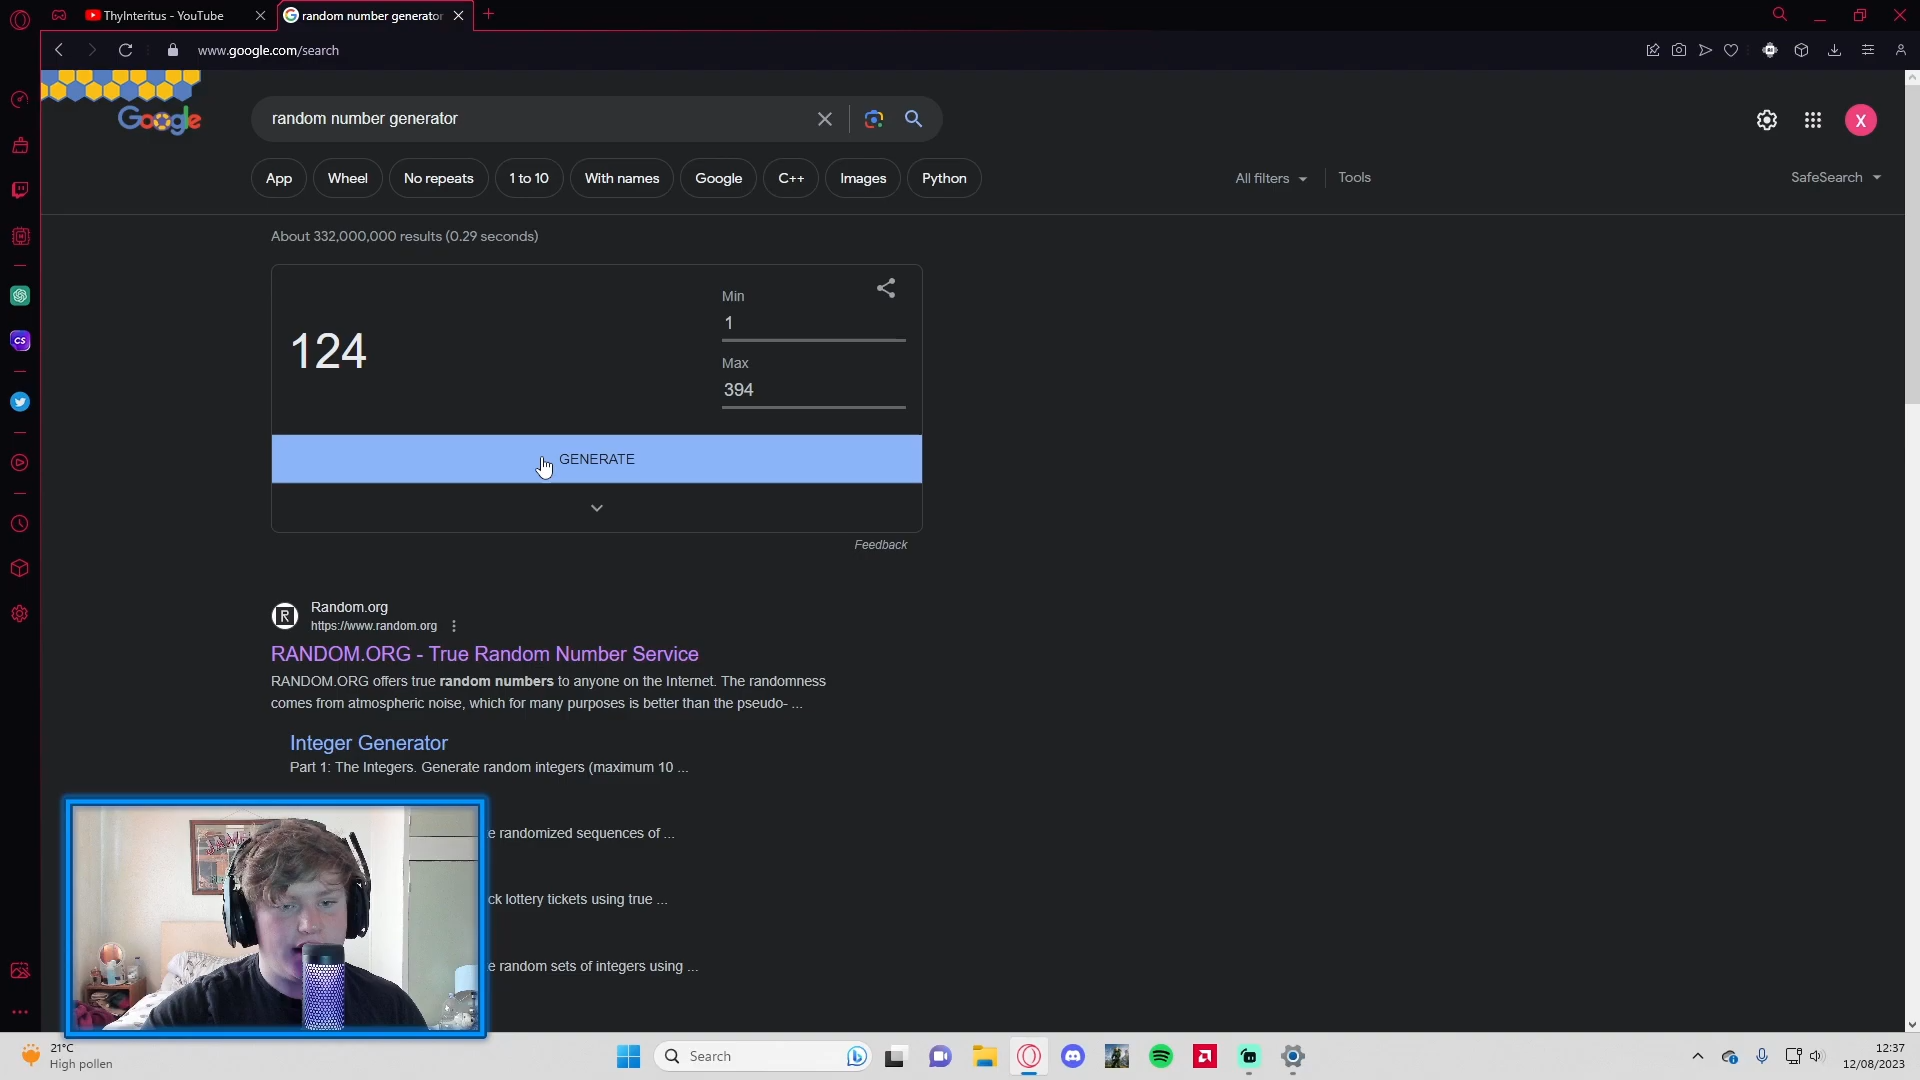 ThyInteritus - YouTube
random number generator
www.google.com/search
Google
random number generator
App
Wheel
No repeats
1 to 10
With names
Google
C++
Images
Python
All filters
Tools
SafeSearch
X
About 332,000,000 results (0.29 seconds)
124
Min
1
Max
394
GENERATE
Feedback
R
Random.org
https://www.random.org
RANDOM.ORG - True Random Number Service
RANDOM.ORG offers true random numbers to anyone on the Internet. The randomness
comes from atmospheric noise, which for many purposes is better than the pseudo- ...
Integer Generator
Part 1: The Integers. Generate random integers (maximum 10 ...
e randomized sequences of ...
ck lottery tickets using true ...
e random sets of integers using ...
CS
21°C
High pollen
Search
12:37
12/08/2023